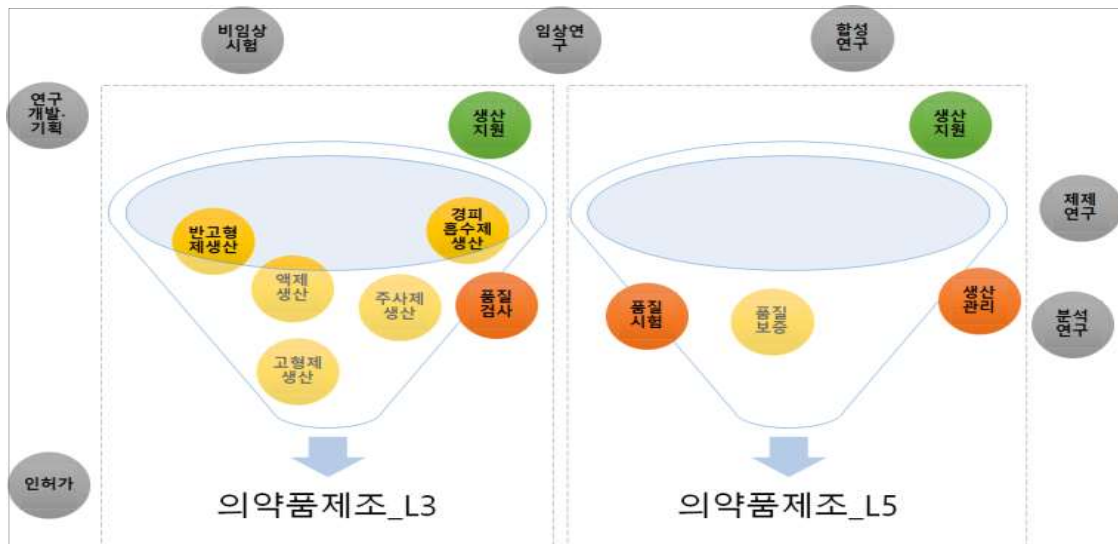 비임상
시험
임상연
구
합성
연구
연구
개발·
기획
생산
지원
생산
지원
제제
연구
반고형
제생산
경피
흡수제
생산
액제
생산
주사제
생산
품질
검사
고형제
생산
품질
시험
품질
보증
생산
관리
분석
연구
인허가
의약품제조_L3
의약품제조_L5